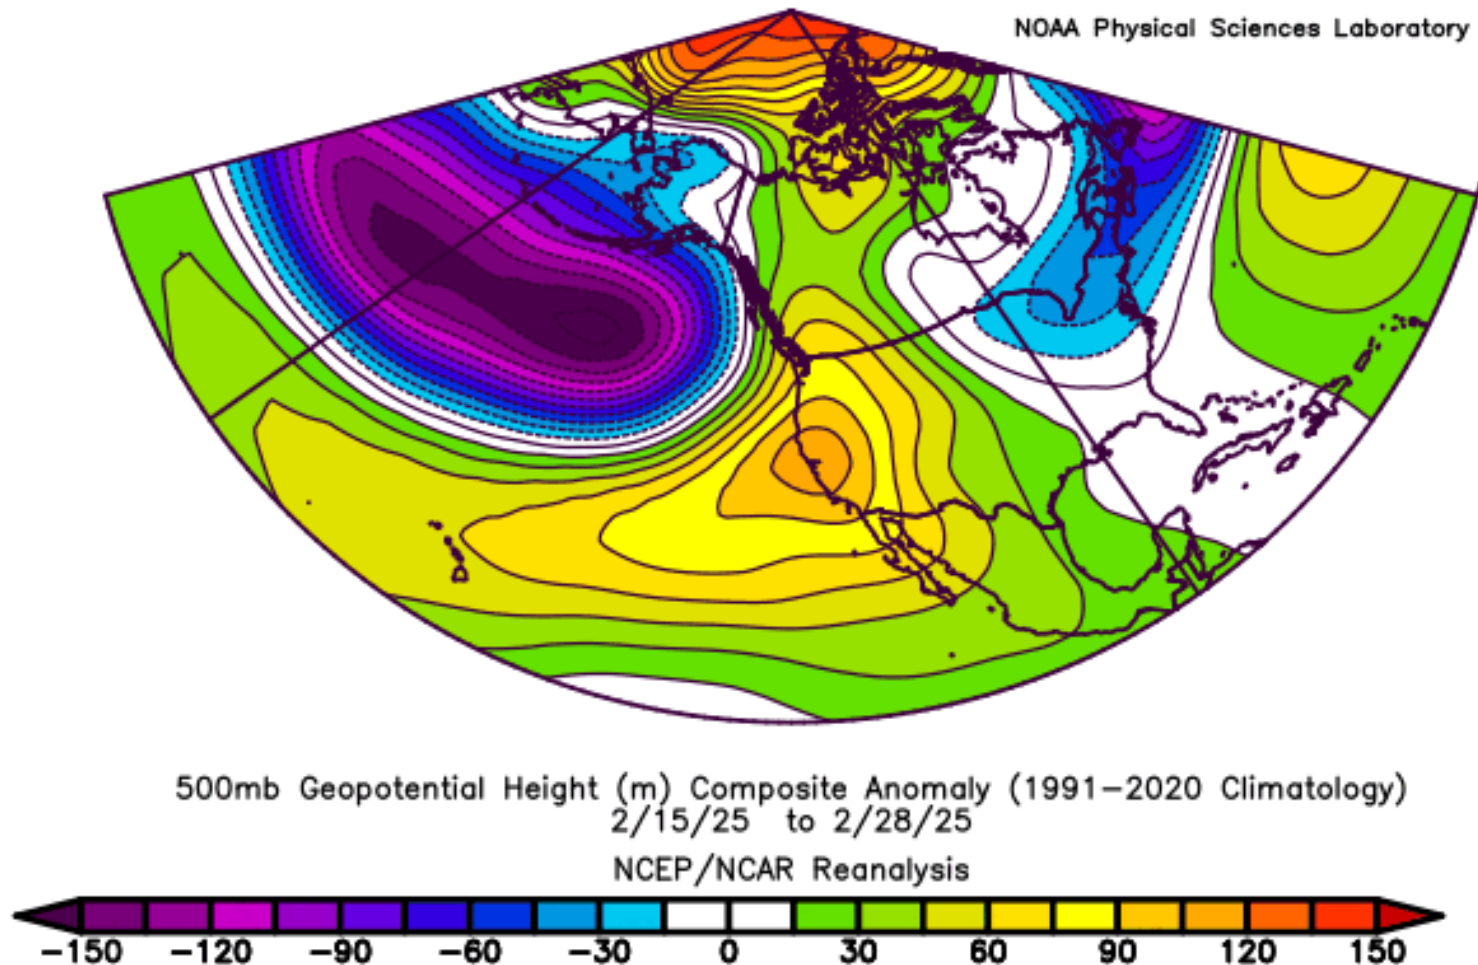 NOAA Physical Sciences Laboratory
500mb Geopotential Height (m) Composite Anomaly (1991−2020 Climatology)
2/15/25 to 2/28/25
NCEP/NCAR Reanalysis
−150 −120 −90 −60 −30 0 30 60 90 120 150